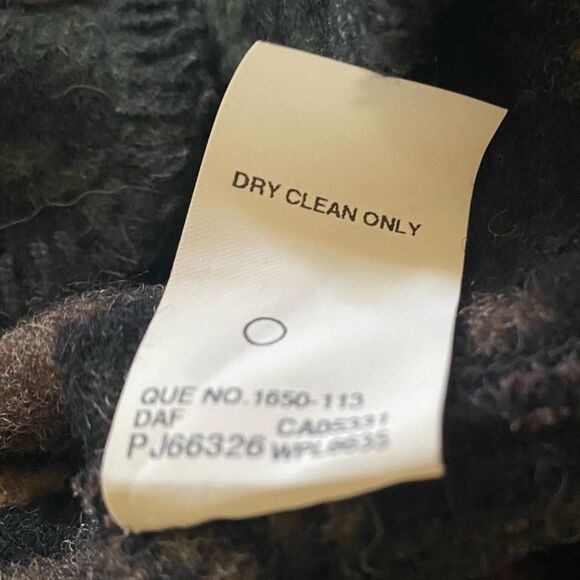 DRY CLEAN ONLY
QUE NO. 1650-113
DAF CA05331
PJ66326 WPL6635